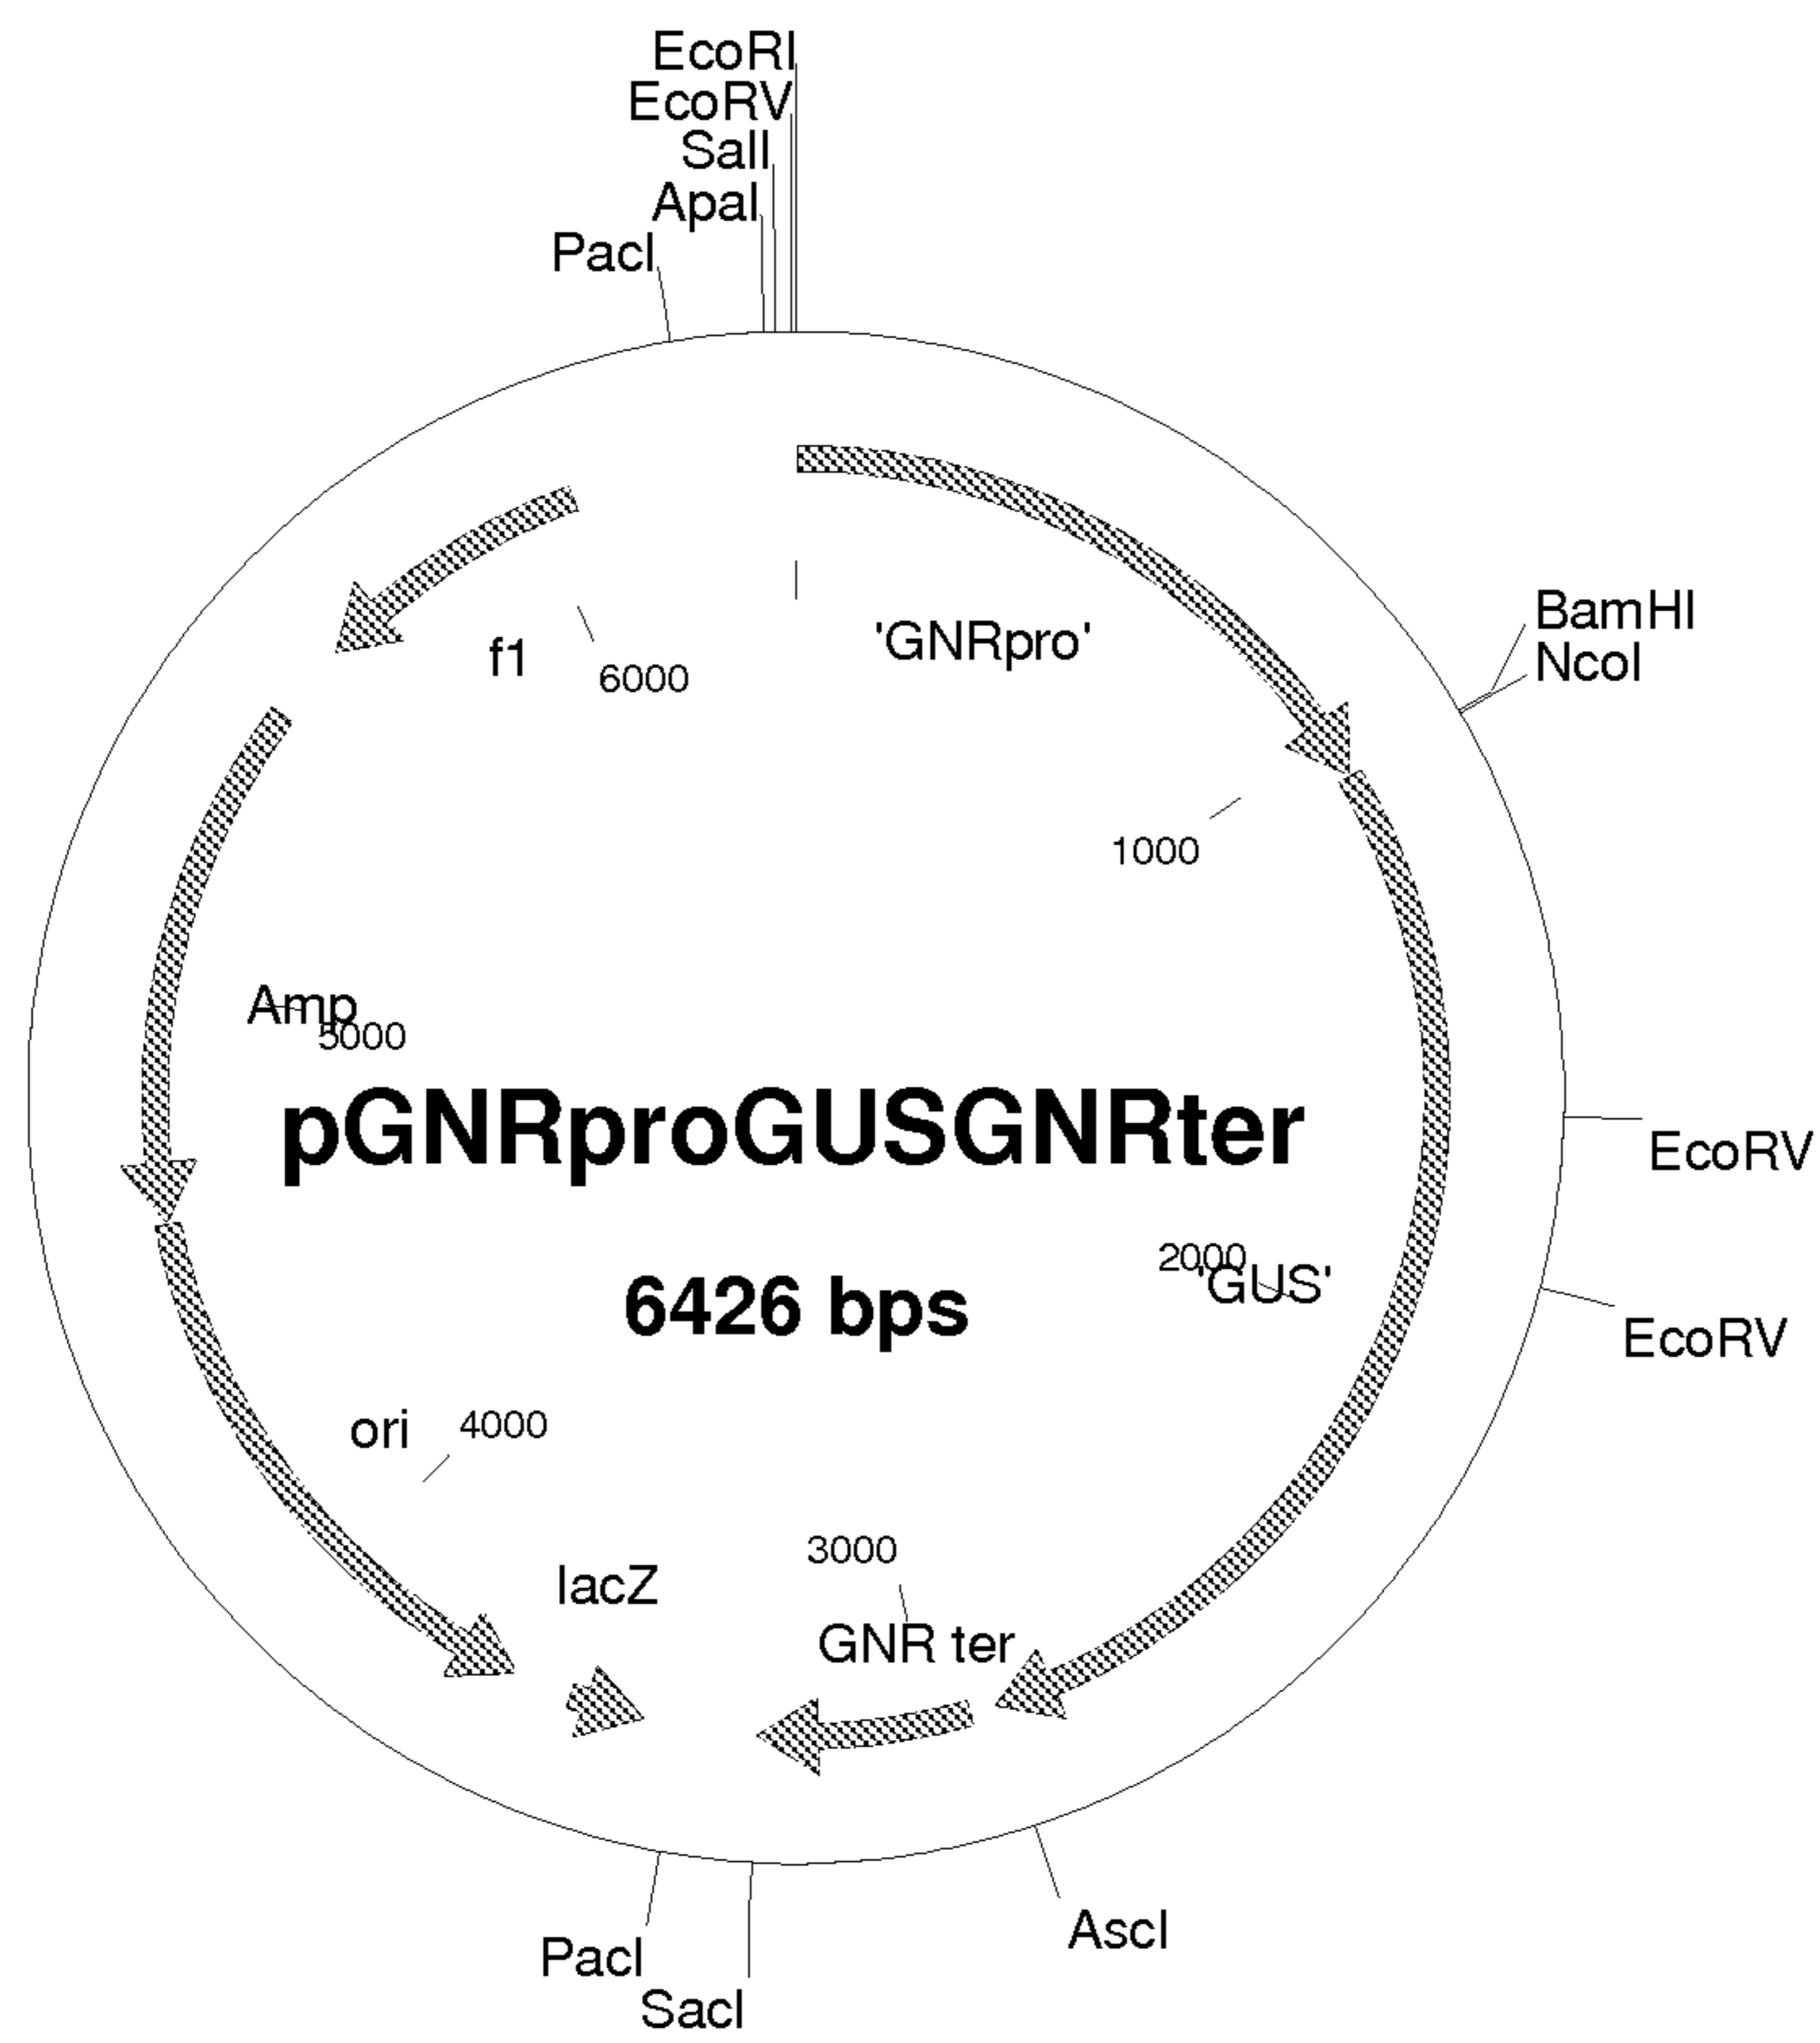 EcoRI
EcoRV
SalI
ApaI
PacI
BamHI
NcoI
'GNRpro'
f1
6000
1000
Amp
5000
pGNRproGUSGNRter
EcoRV
2000
'GUS'
6426 bps
EcoRV
ori
4000
3000
lacZ
GNR ter
AscI
PacI
SacI